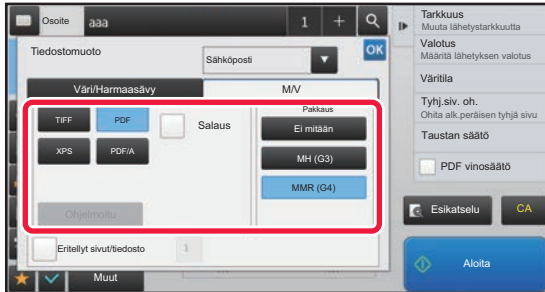 Osoite
aaa
1
+
Tiedostomuoto
Sähköposti
OK
Väri/Harmaasävy
M/V
TIFF
PDF
Salaus
XPS
PDF/A
Ohjelmoitu
Pakkaus
Ei mitään
MH (G3)
MMR (G4)
Eritellyt sivut/tiedosto
1
Muut
Tarkkuus
Muuta lähetystarkkuutta
Valotus
Määritä lähetyksen valotus
Väritila
Tyhj.siv. oh.
Ohita alk.peräisen tyhjä sivu
Taustan säätö
PDF vinosäätö
Esikatselu
CA
Aloita